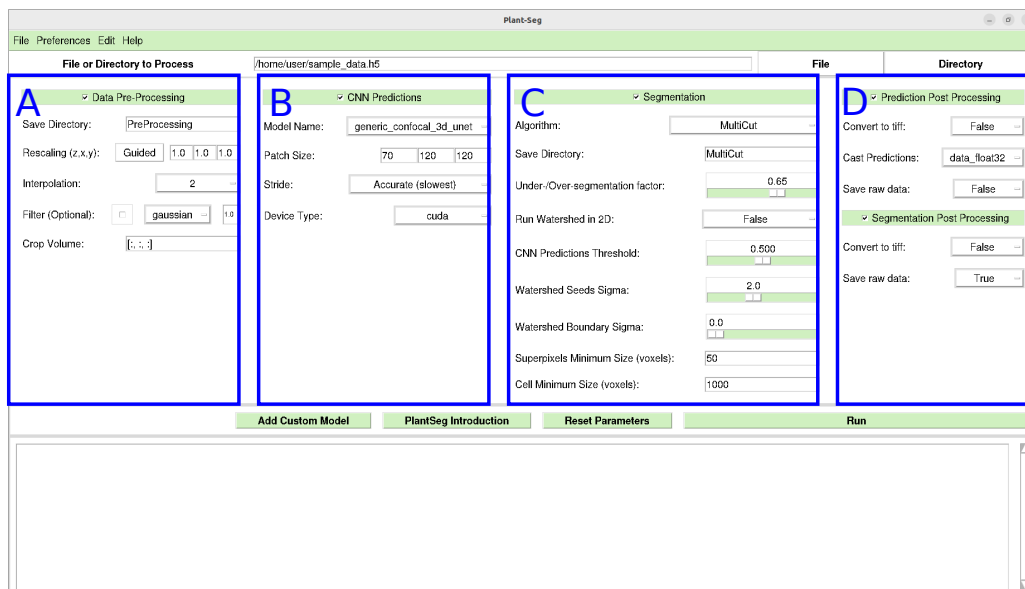 Plant-Seg
File Preferences Edit Help
File or Directory to Process /home/user/sample_data.h5 File Directory
A
Data Pre-Processing
Save Directory: PreProcessing
Rescaling (z,x,y): Guided 1.0 1.0 1.0
Interpolation: 2
Filter (Optional): gaussian 1.0
Crop Volume: [:, :, :]
B
CNN Predictions
Model Name: generic_confocal_3d_unet
Patch Size: 70 120 120
Stride: Accurate (slowest)
Device Type: cuda
C
Segmentation
Algorithm: MultiCut
Save Directory: MultiCut
Under-/Over-segmentation factor: 0.65
Run Watershed in 2D: False
CNN Predictions Threshold: 0.500
Watershed Seeds Sigma: 2.0
Watershed Boundary Sigma: 0.0
Superpixels Minimum Size (voxels): 50
Cell Minimum Size (voxels): 1000
D
Prediction Post Processing
Convert to tiff: False
Cast Predictions: data_float32
Save raw data: False
Segmentation Post Processing
Convert to tiff: False
Save raw data: True
Add Custom Model PlantSeg Introduction Reset Parameters Run